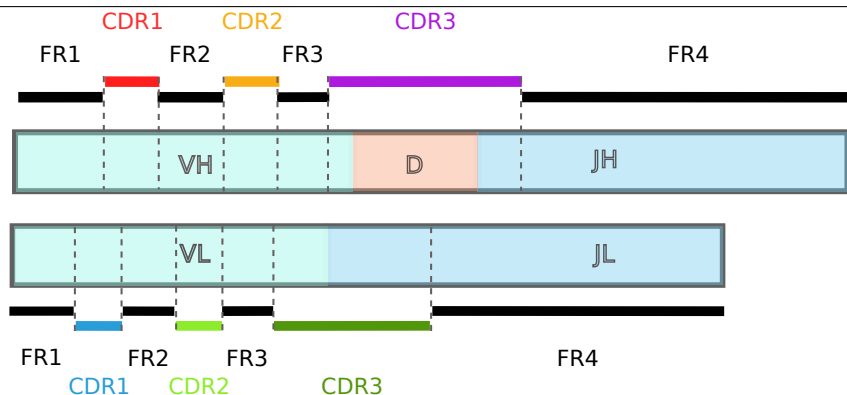 CDR1 CDR2 CDR3
FR1 FR2 FR3 FR4
VH D JH
VL JL
FR1 FR2 FR3 FR4
CDR1 CDR2 CDR3